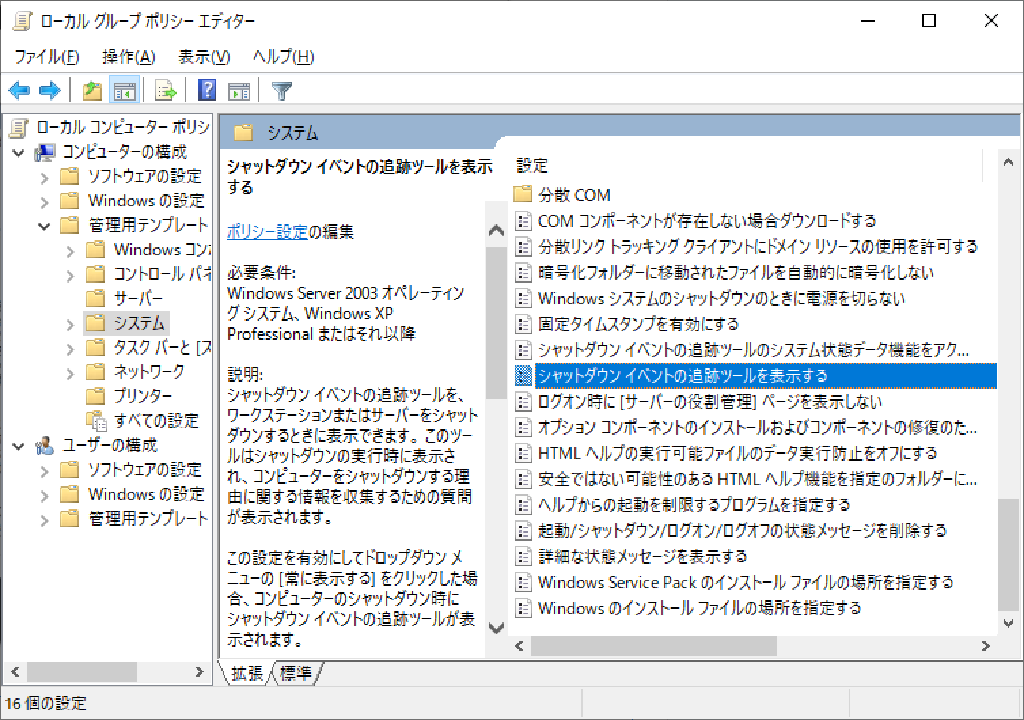 ローカル グループ ポリシー エディター
ファイル(F) 操作(A) 表示(V) ヘルプ(H)
ローカル コンピューター ポリシ
コンピューターの構成
ソフトウェアの設定
Windows の設定
管理用テンプレート
Windows コン
コントロール パネ
サーバー
システム
タスク バーと [ス
ネットワーク
プリンター
すべての設定
ユーザーの構成
ソフトウェアの設定
Windows の設定
管理用テンプレート
システム
シャットダウン イベントの追跡ツールを表示
する
ポリシー設定の編集
必要条件:
Windows Server 2003 オペレーティン
グ システム、Windows XP
Professional またはそれ以降
説明:
シャットダウン イベントの追跡ツールを、
ワークステーションまたはサーバーをシャット
ダウンするときに表示できます。このツー
ルはシャットダウンの実行時に表示さ
れ、コンピューターをシャットダウンする理
由に関する情報を収集するための質問
が表示されます。
この設定を有効にしてドロップダウン メ
ニューの [常に表示する] をクリックした場
合、コンピューターのシャットダウン時に
シャットダウン イベントの追跡ツールが表
示されます。
設定
分散 COM
COM コンポーネントが存在しない場合ダウンロードする
分散リンク トラッキング クライアントにドメイン リソースの使用を許可する
暗号化フォルダーに移動されたファイルを自動的に暗号化しない
Windows システムのシャットダウンのときに電源を切らない
固定タイムスタンプを有効にする
シャットダウン イベントの追跡ツールのシステム状態データ機能をアク...
シャットダウン イベントの追跡ツールを表示する
ログオン時に [サーバーの役割管理] ページを表示しない
オプション コンポーネントのインストールおよびコンポーネントの修復のた...
HTML ヘルプの実行可能ファイルのデータ実行防止をオフにする
安全ではない可能性のある HTML ヘルプ機能を指定のフォルダーに...
ヘルプからの起動を制限するプログラムを指定する
起動/シャットダウン/ログオン/ログオフの状態メッセージを削除する
詳細な状態メッセージを表示する
Windows Service Pack のインストール ファイルの場所を指定する
Windows のインストール ファイルの場所を指定する
拡張 標準
16 個の設定